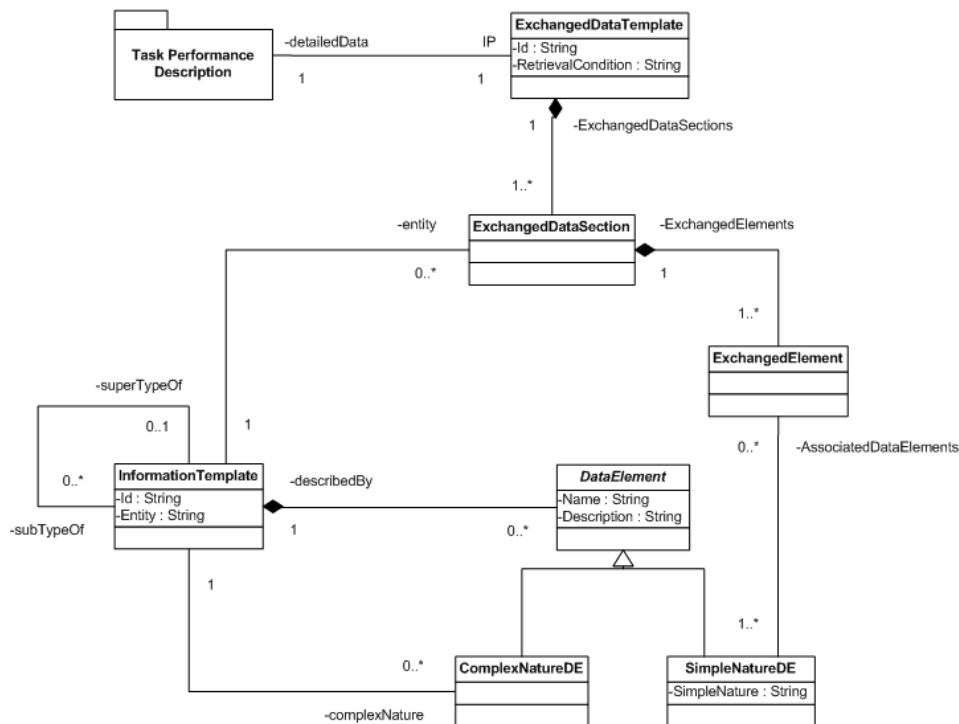 ExchangedDataTemplate
-Id : String
-RetrievalCondition : String
Task Performance
Description
-detailedData
IP
1
1
1
-ExchangedDataSections
1..*
-entity
ExchangedDataSection
-ExchangedElements
0..*
1
1..*
ExchangedElement
-superTypeOf
0..1
1
0..*
-AssociatedDataElements
0..*
InformationTemplate
-Id : String
-Entity : String
-describedBy
DataElement
-Name : String
-Description : String
-subTypeOf
1
0..*
1
1..*
0..*
ComplexNatureDE
SimpleNatureDE
-SimpleNature : String
-complexNature